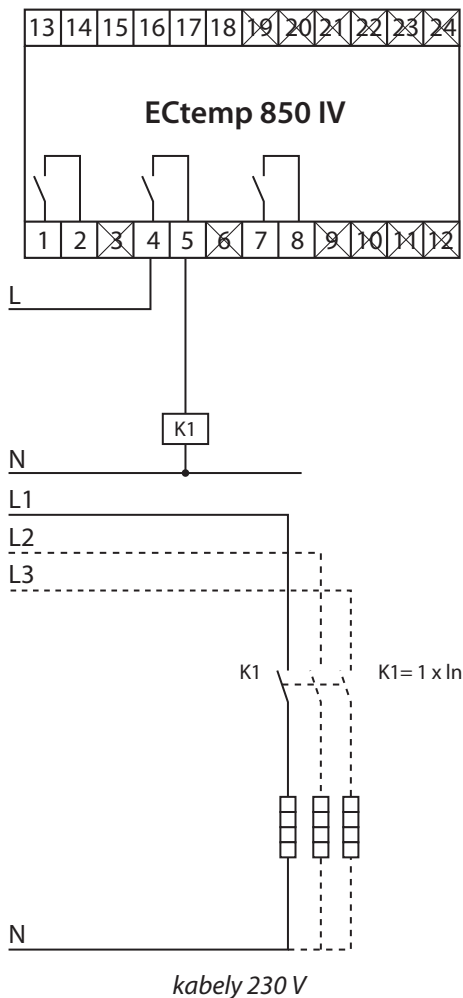 13 14 15 16 17 18 19 20 21 22 23 24
ECtemp 850 IV
1 2 3 4 5 6 7 8 9 10 11 12
L
K1
N
L1
L2
L3
K1 K1= 1 x In
N
kabely 230 V